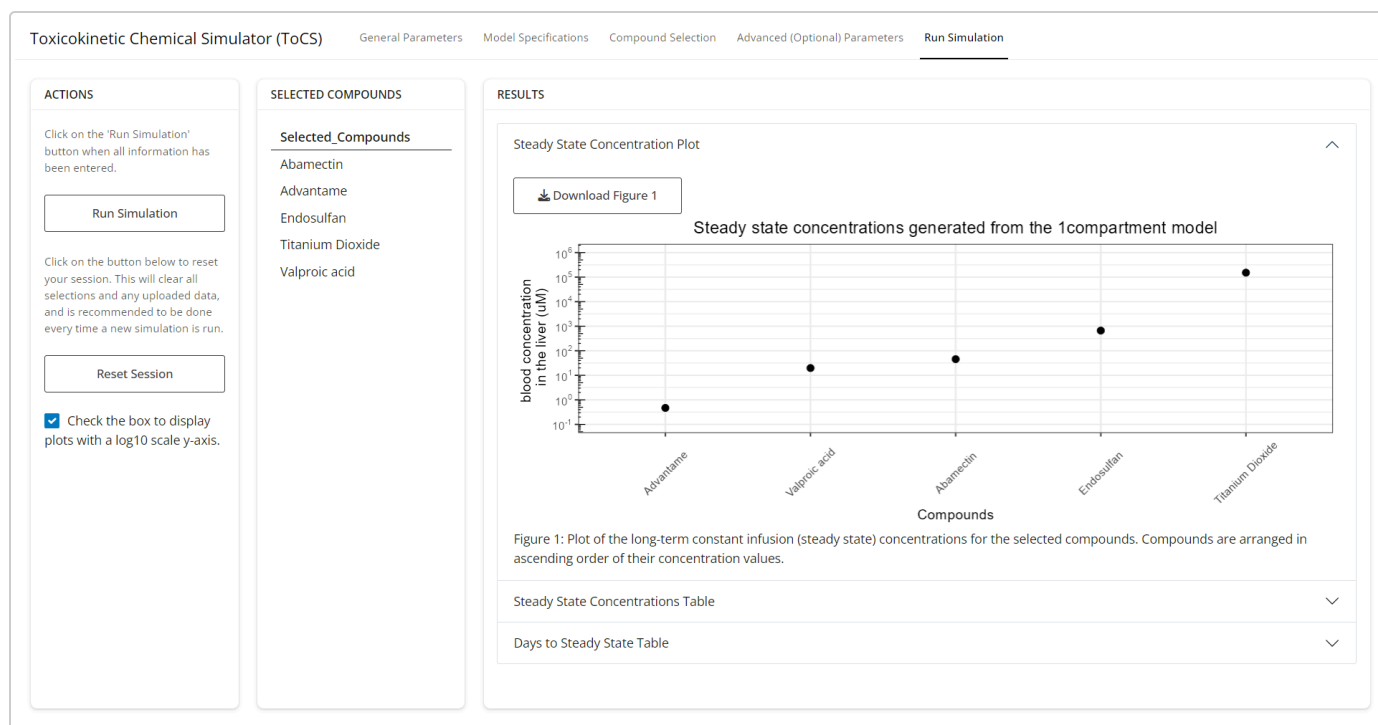 Toxicokinetic Chemical Simulator (ToCS) General Parameters Model Specifications Compound Selection Advanced (Optional) Parameters Run Simulation
ACTIONS
Click on the 'Run Simulation'
button when all information has
been entered.
Run Simulation
Click on the button below to reset
your session. This will clear all
selections and any uploaded data,
and is recommended to be done
every time a new simulation is run.
Reset Session
Check the box to display
plots with a log10 scale y-axis.
SELECTED COMPOUNDS
Selected_Compounds
Abamectin
Advantame
Endosulfan
Titanium Dioxide
Valproic acid
RESULTS
Steady State Concentration Plot
Download Figure 1
Steady state concentrations generated from the 1compartment model
blood concentration
in the liver (uM)
10⁶
10⁵
10⁴
10³
10²
10¹
10⁰
10⁻¹
Advantame
Valproic acid
Abamectin
Endosulfan
Titanium Dioxide
Compounds
Figure 1: Plot of the long-term constant infusion (steady state) concentrations for the selected compounds. Compounds are arranged in
ascending order of their concentration values.
Steady State Concentrations Table
Days to Steady State Table